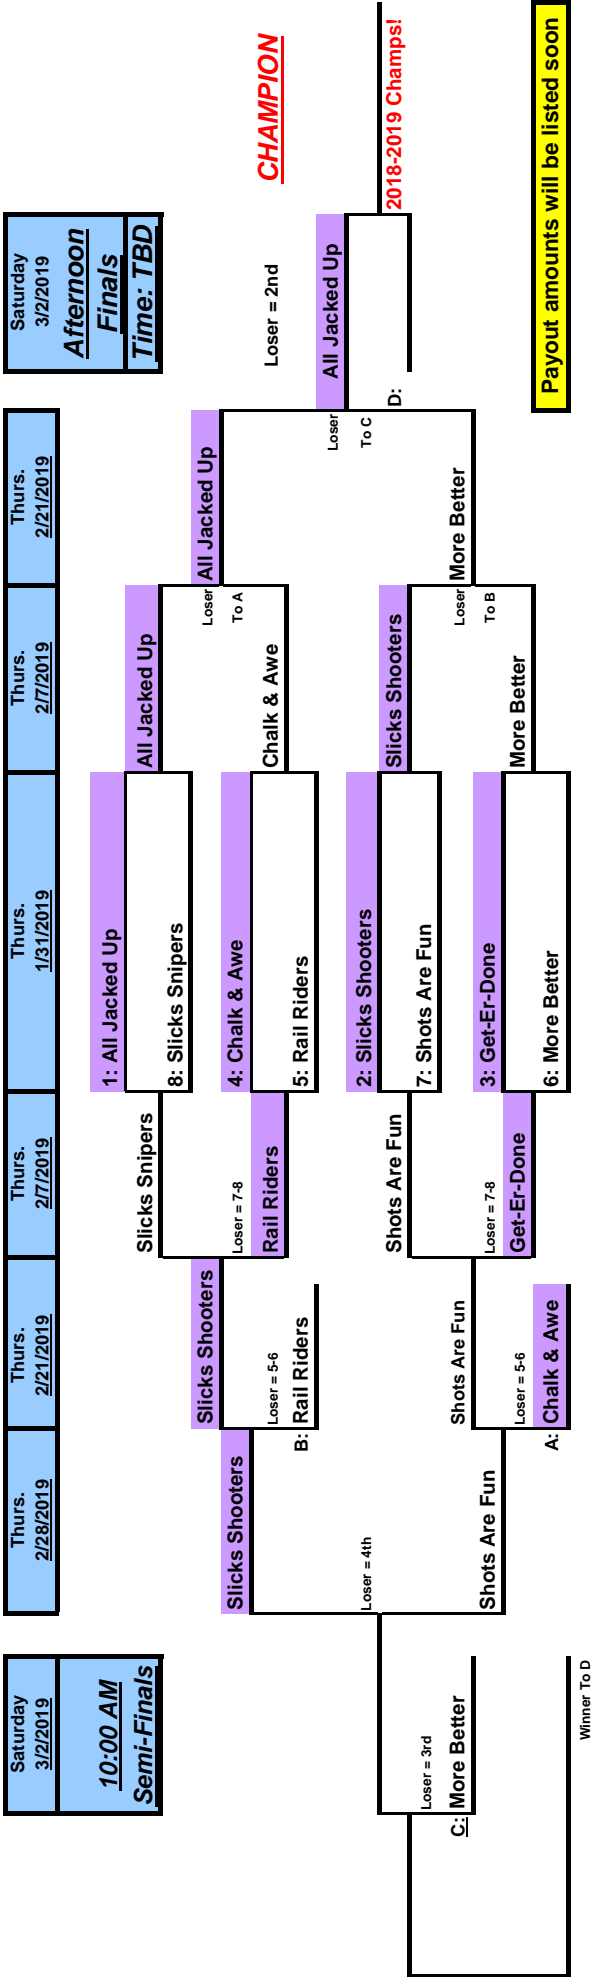 Saturday
3/2/2019
10:00 AM
Semi-Finals
Thurs.
2/28/2019
Thurs.
2/21/2019
Thurs.
2/7/2019
Thurs.
1/31/2019
Thurs.
2/7/2019
Thurs.
2/21/2019
Saturday
3/2/2019
Afternoon
Finals
Time: TBD
1: All Jacked Up
All Jacked Up
Slicks Snipers
8: Slicks Snipers
Slicks Shooters
All Jacked Up
Loser
To A
Slicks Shooters
Loser = 7-8
4: Chalk & Awe
Rail Riders
Chalk & Awe
Loser = 5-6
B: Rail Riders
5: Rail Riders
Loser = 2nd
CHAMPION
All Jacked Up
Loser
To C
Loser = 4th
2: Slicks Shooters
Slicks Shooters
D:
2018-2019 Champs!
Shots Are Fun
7: Shots Are Fun
Loser = 3rd
C: More Better
Shots Are Fun
More Better
Loser
To B
Shots Are Fun
Loser = 7-8
3: Get-Er-Done
Get-Er-Done
More Better
Loser = 5-6
A: Chalk & Awe
6: More Better
Payout amounts will be listed soon
Winner To D